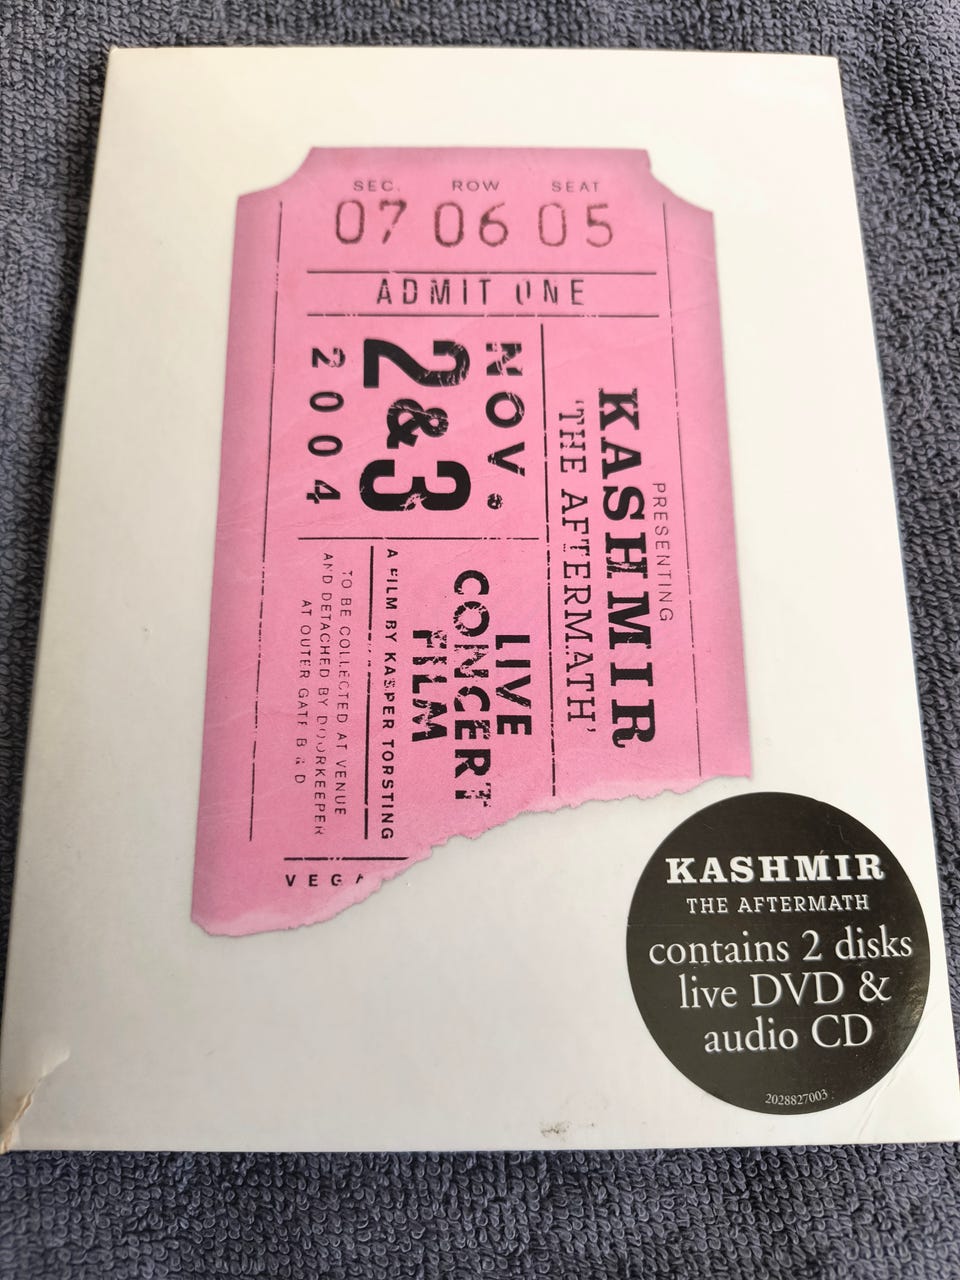 SEC. ROW SEAT
07 06 05
ADMIT ONE
PRESENTING
KASHMIR
'THE AFTERMATH'
NOV.
2&3
2004
LIVE
CONCERT
FILM
A FILM BY KASPER TORSTING
TO BE COLLECTED AT VENUE
AND DETACHED BY DOORKEEPER
AT OUTER GATE B & D
VEGA
KASHMIR
THE AFTERMATH
contains 2 disks
live DVD &
audio CD
2028827003